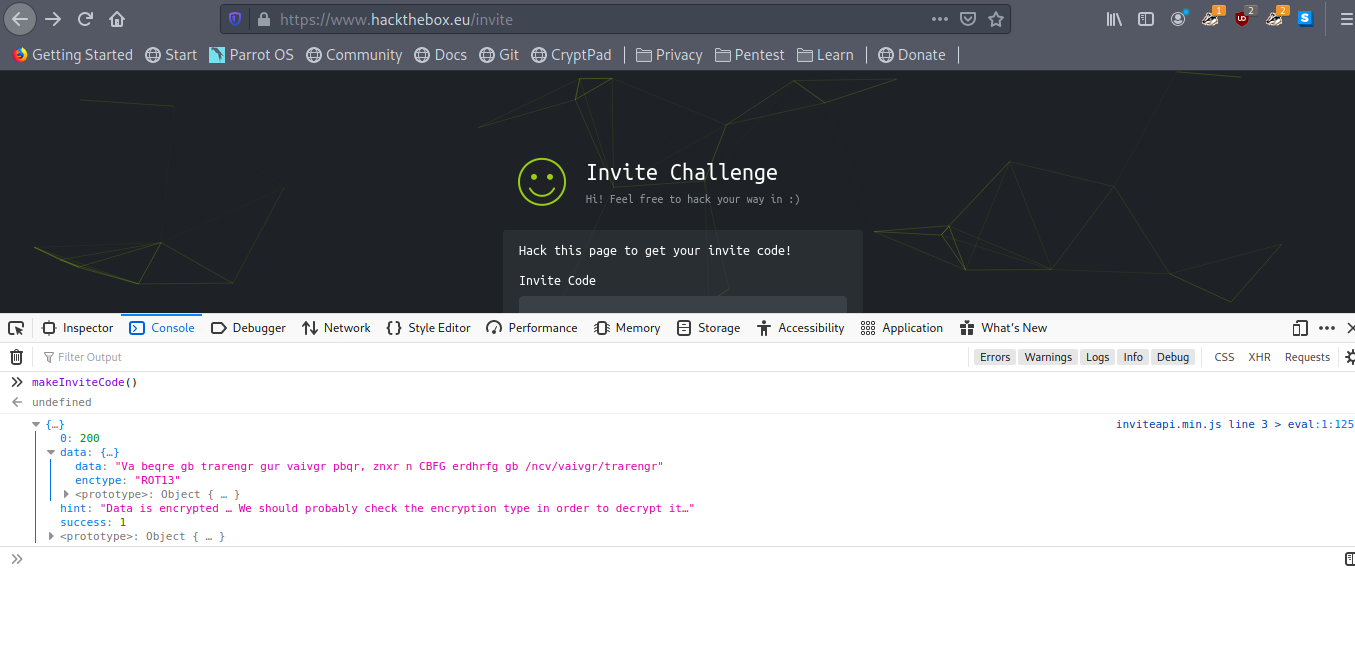 https://www.hackthebox.eu/invite
1 2 2 S
Getting Started Start Parrot OS Community Docs Git CryptPad Privacy Pentest Learn Donate
Invite Challenge
Hi! Feel free to hack your way in :)
Hack this page to get your invite code!
Invite Code
Inspector Console Debugger Network Style Editor Performance Memory Storage Accessibility Application What's New
Filter Output Errors Warnings Logs Info Debug CSS XHR Requests
makeInviteCode()
undefined
{…} inviteapi.min.js line 3 > eval:1:125
0: 200
data: {…}
data: "Va beqre gb trarengr gur vaivgr pbqr, znxr n CBFG erdhrfg gb /ncv/vaivgr/trarengr"
enctype: "ROT13"
<prototype>: Object { … }
hint: "Data is encrypted … We should probably check the encryption type in order to decrypt it…"
success: 1
<prototype>: Object { … }